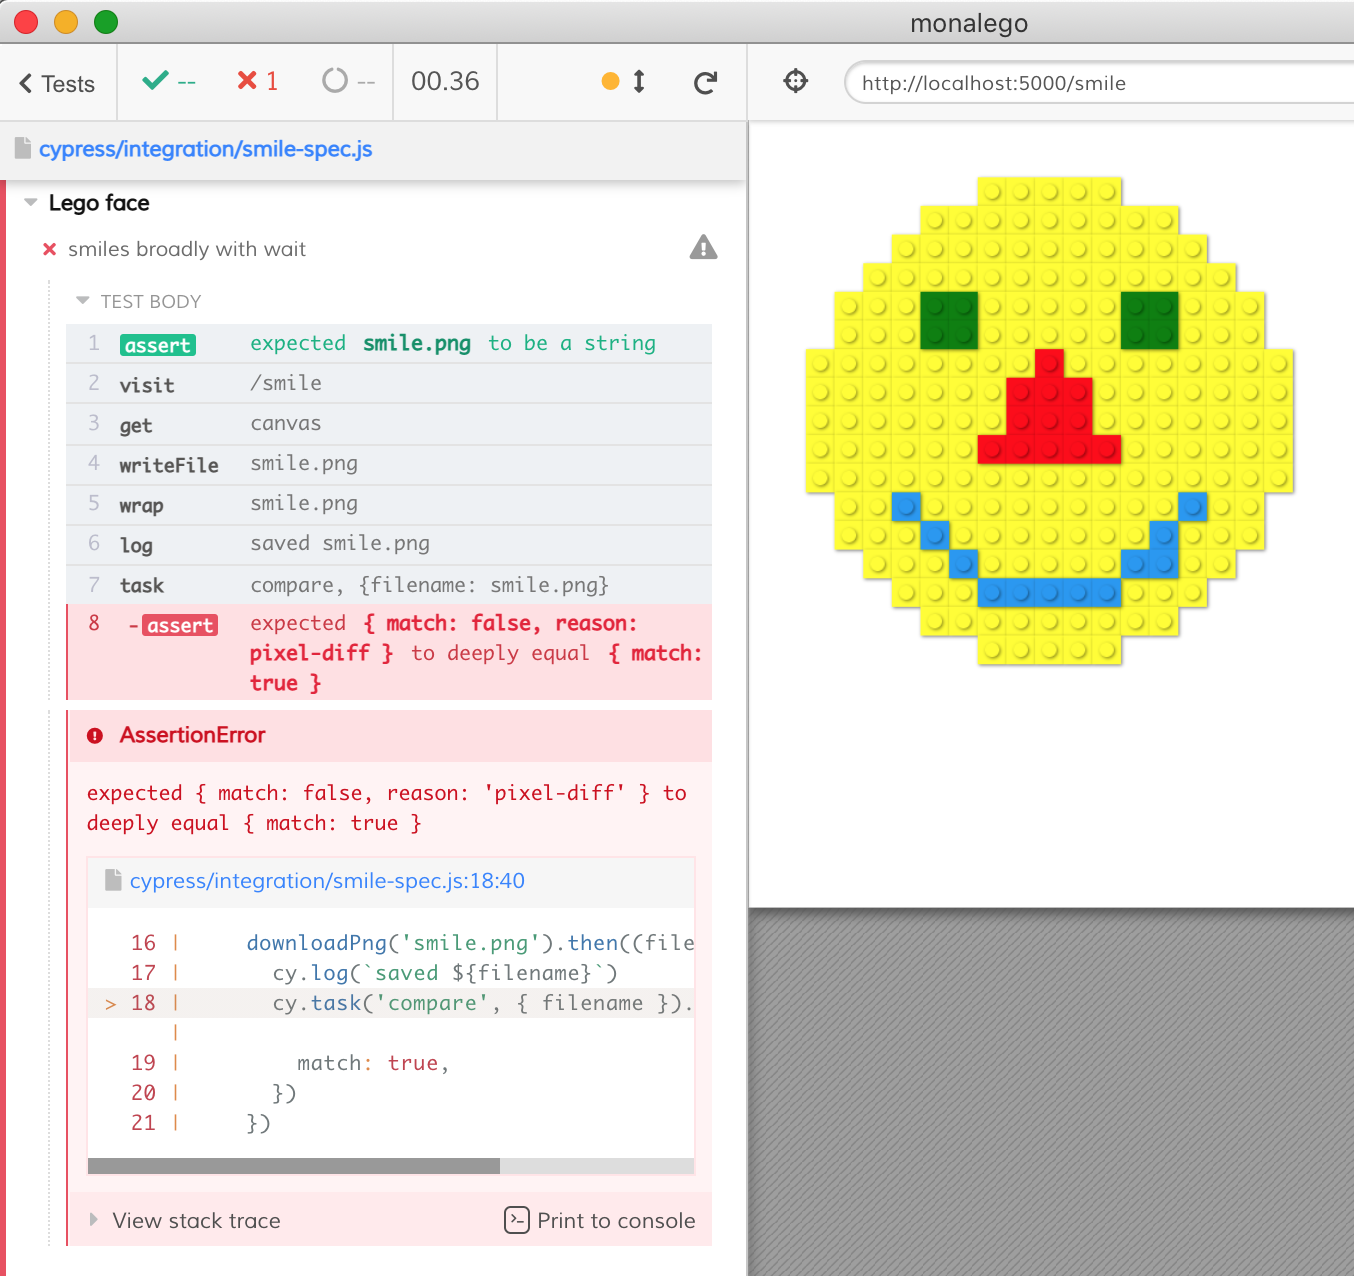 monalego
Tests
--
1
--
00.36
http://localhost:5000/smile
cypress/integration/smile-spec.js
Lego face
smiles broadly with wait
TEST BODY
1 assert expected smile.png to be a string
2 visit /smile
3 get canvas
4 writeFile smile.png
5 wrap smile.png
6 log saved smile.png
7 task compare, {filename: smile.png}
8 -assert expected { match: false, reason:
pixel-diff } to deeply equal { match:
true }
AssertionError
expected { match: false, reason: 'pixel-diff' } to
deeply equal { match: true }
cypress/integration/smile-spec.js:18:40
16 | downloadPng('smile.png').then((file
17 | cy.log(`saved ${filename}`)
> 18 | cy.task('compare', { filename }).
|
19 | match: true,
20 | })
21 | })
View stack trace
Print to console